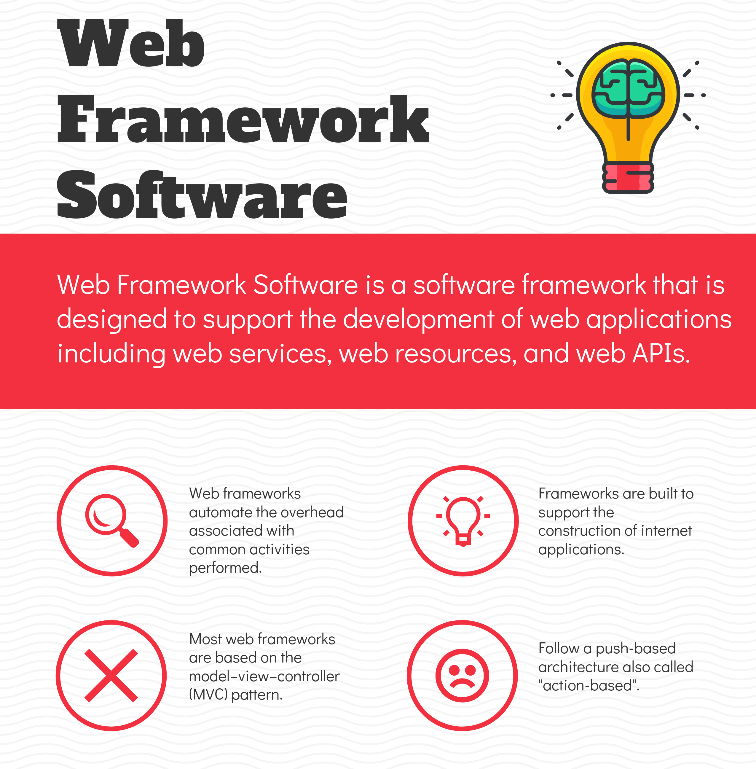 Web
Framework
Software
Web Framework Software is a software framework that is
designed to support the development of web applications
including web services, web resources, and web APIs.
Web frameworks
automate the overhead
associated with
common activities
performed.
Frameworks are built to
support the
construction of internet
applications.
Most web frameworks
are based on the
model–view–controller
(MVC) pattern.
Follow a push-based
architecture also called
"action-based".